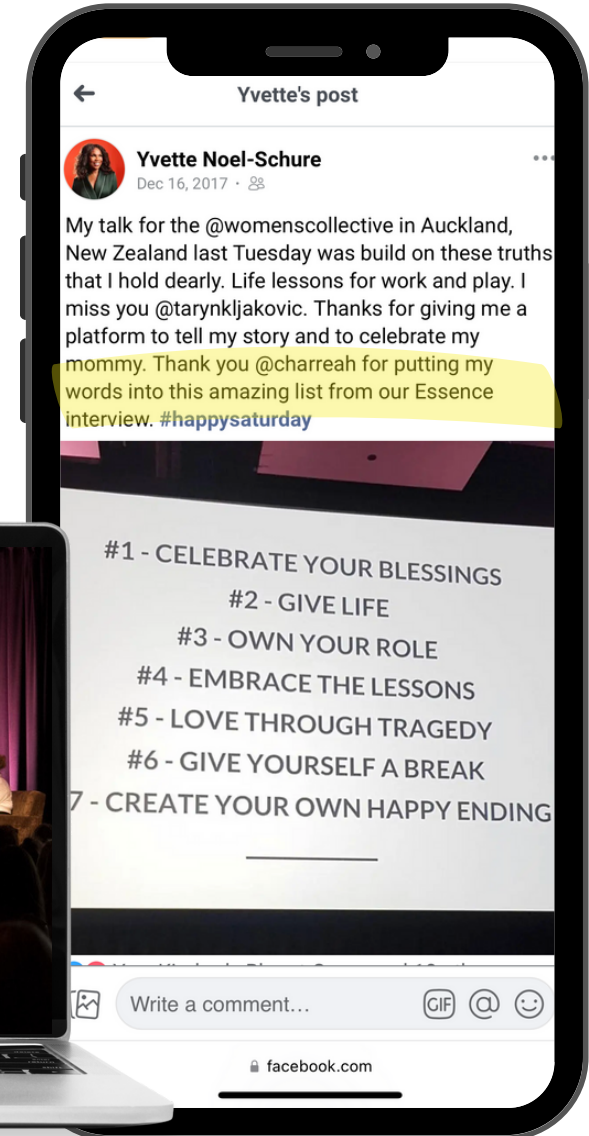 Yvette's post
Yvette Noel-Schure
Dec 16, 2017 ·
My talk for the @womenscollective in Auckland,
New Zealand last Tuesday was build on these truths
that I hold dearly. Life lessons for work and play. I
miss you @tarynkljakovic. Thanks for giving me a
platform to tell my story and to celebrate my
mommy. Thank you @charreah for putting my
words into this amazing list from our Essence
interview. #happysaturday
#1 - CELEBRATE YOUR BLESSINGS
#2 - GIVE LIFE
#3 - OWN YOUR ROLE
#4 - EMBRACE THE LESSONS
#5 - LOVE THROUGH TRAGEDY
#6 - GIVE YOURSELF A BREAK
7 - CREATE YOUR OWN HAPPY ENDING
Write a comment...
GIF
facebook.com